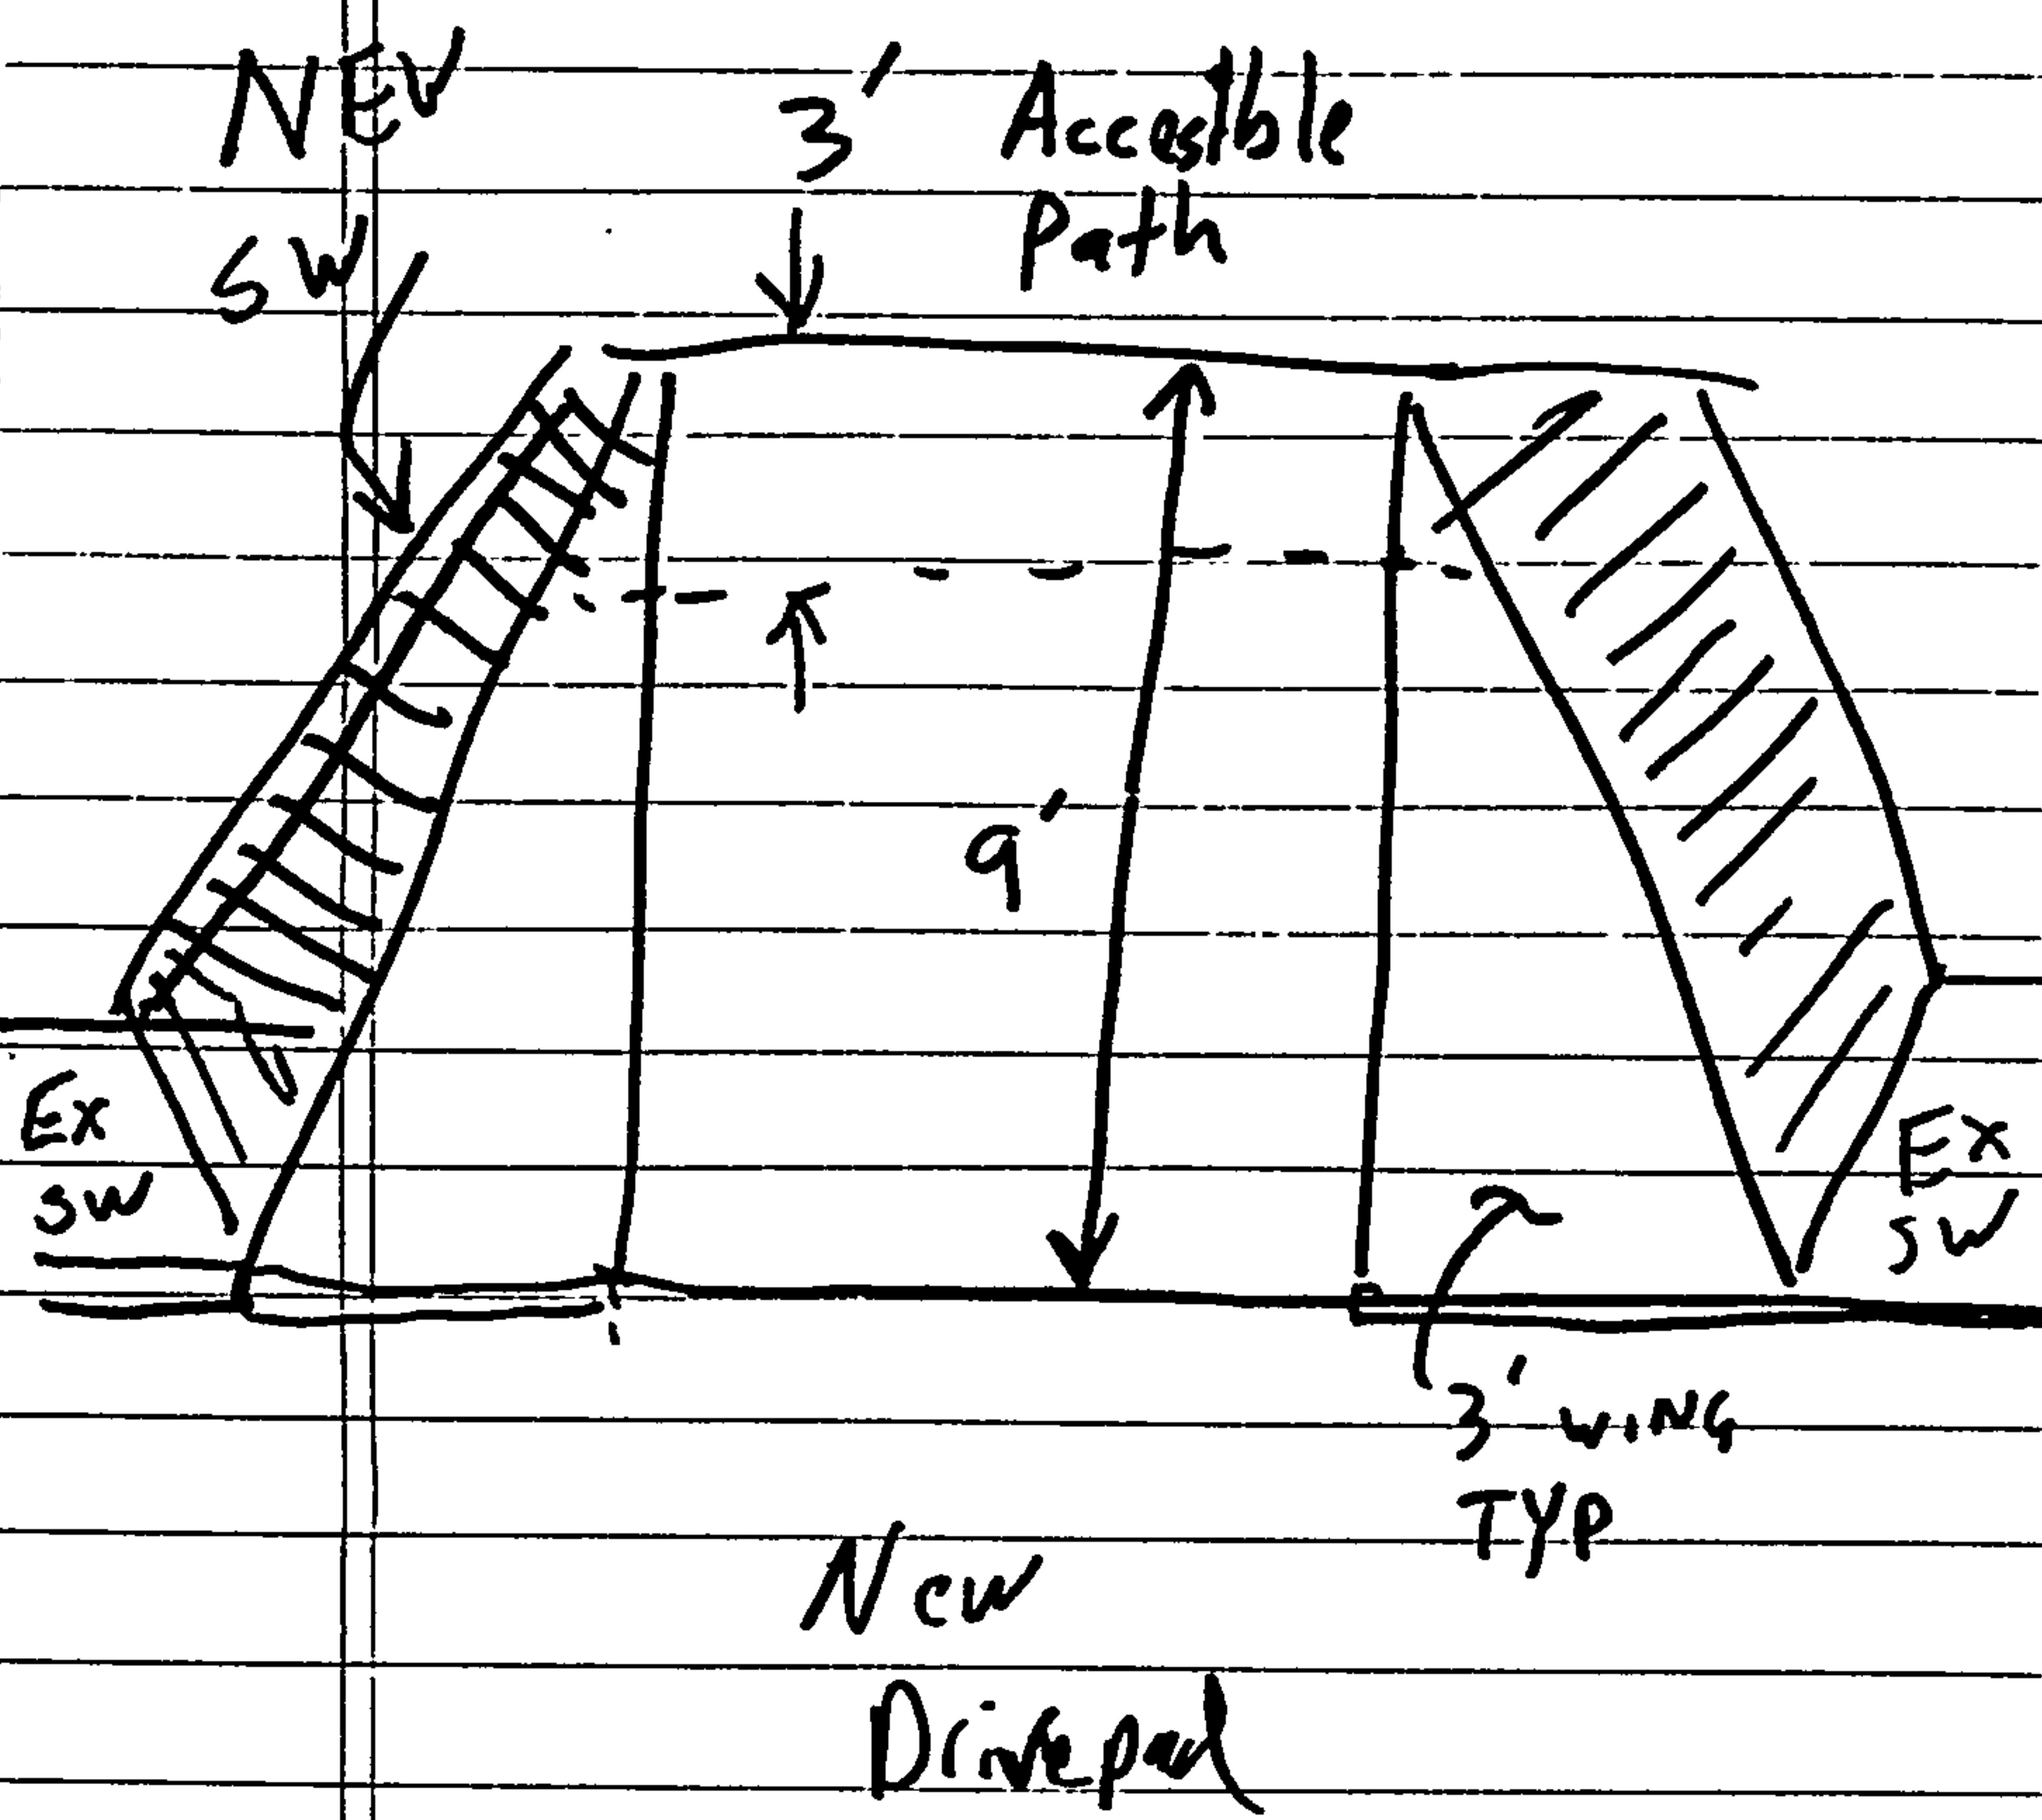 NEW
SW
3' Accesible
Path
9'
Ex
SW
Ex
SW
3' WING
TYP
New
Drivepad